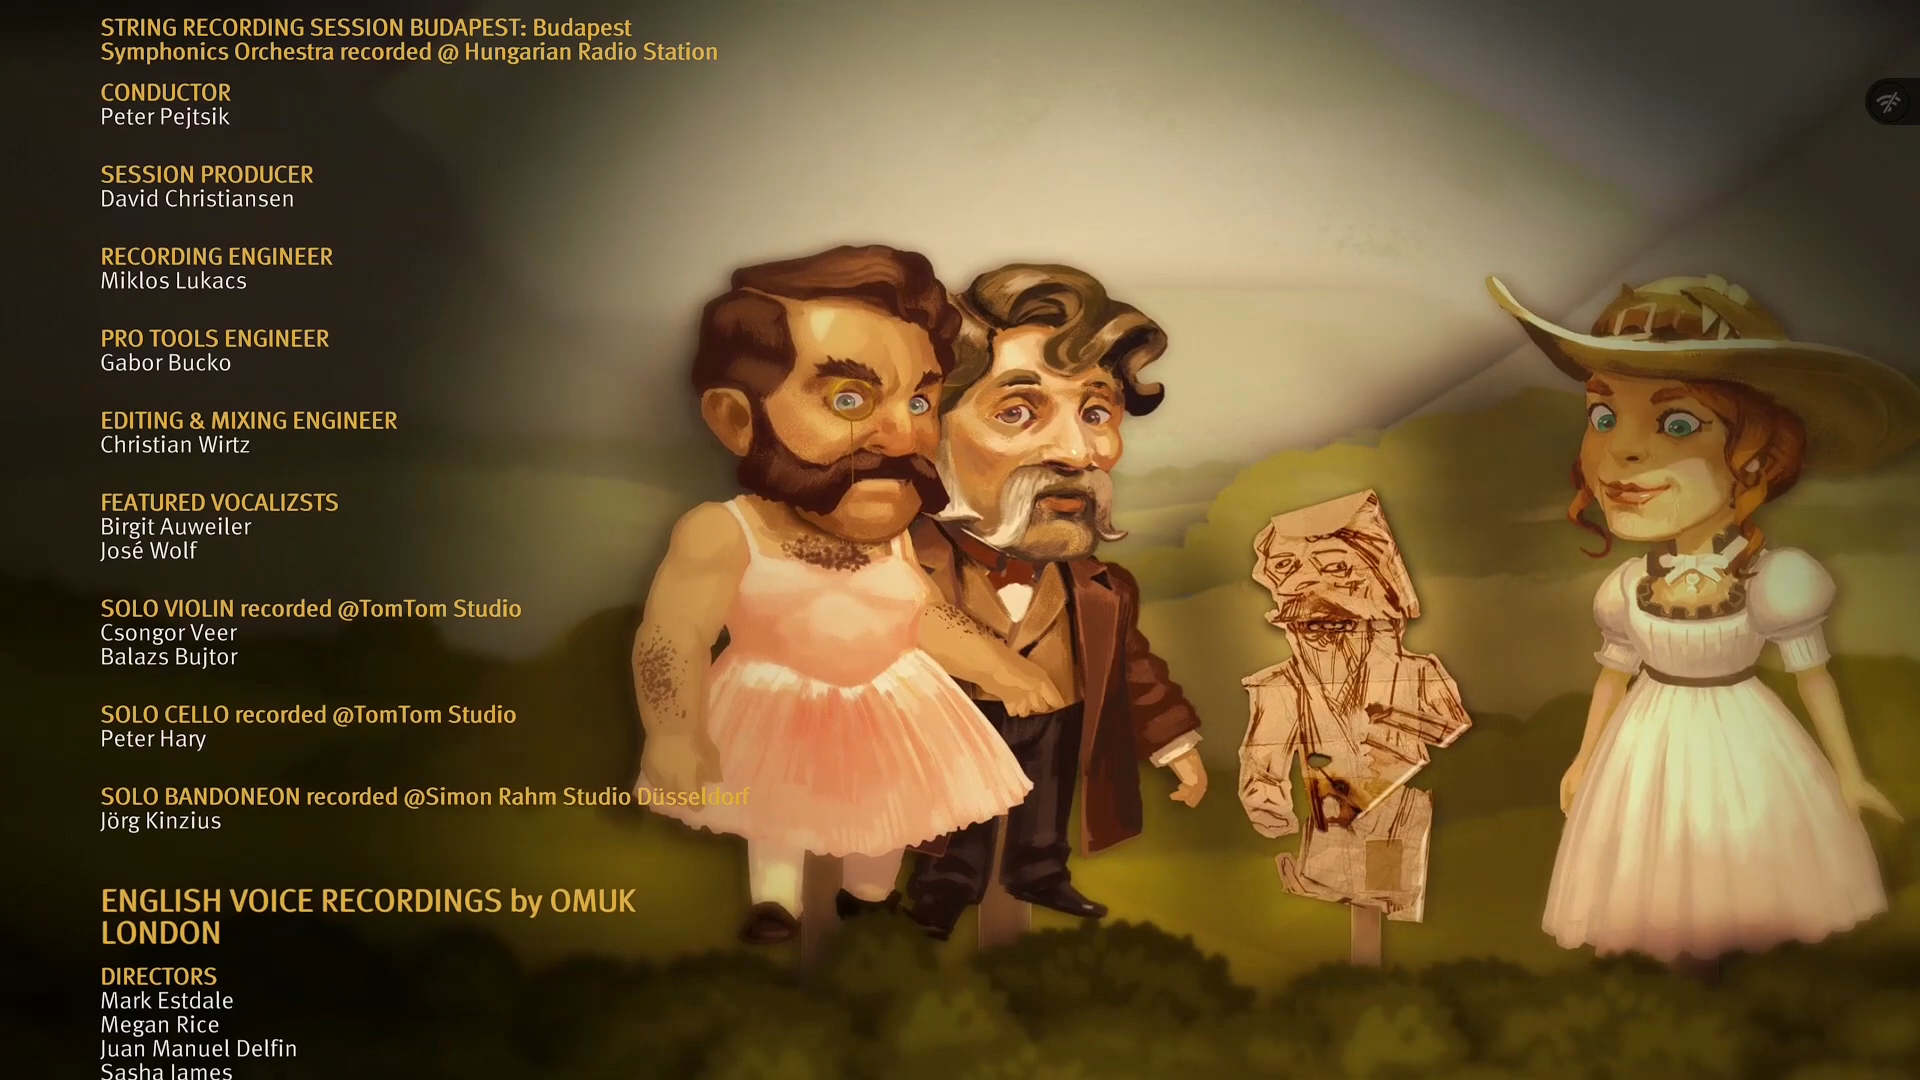 STRING RECORDING SESSION BUDAPEST: Budapest
Symphonics Orchestra recorded @ Hungarian Radio Station
CONDUCTOR
Peter Pejtsik
SESSION PRODUCER
David Christiansen
RECORDING ENGINEER
Miklos Lukacs
PRO TOOLS ENGINEER
Gabor Bucko
EDITING & MIXING ENGINEER
Christian Wirtz
FEATURED VOCALIZSTS
Birgit Auweiler
José Wolf
SOLO VIOLIN recorded @TomTom Studio
Csongor Veer
Balazs Bujtor
SOLO CELLO recorded @TomTom Studio
Peter Hary
SOLO BANDONEON recorded @Simon Rahm Studio Düsseldorf
Jörg Kinzius
ENGLISH VOICE RECORDINGS by OMUK
LONDON
DIRECTORS
Mark Estdale
Megan Rice
Juan Manuel Delfin
Sasha James